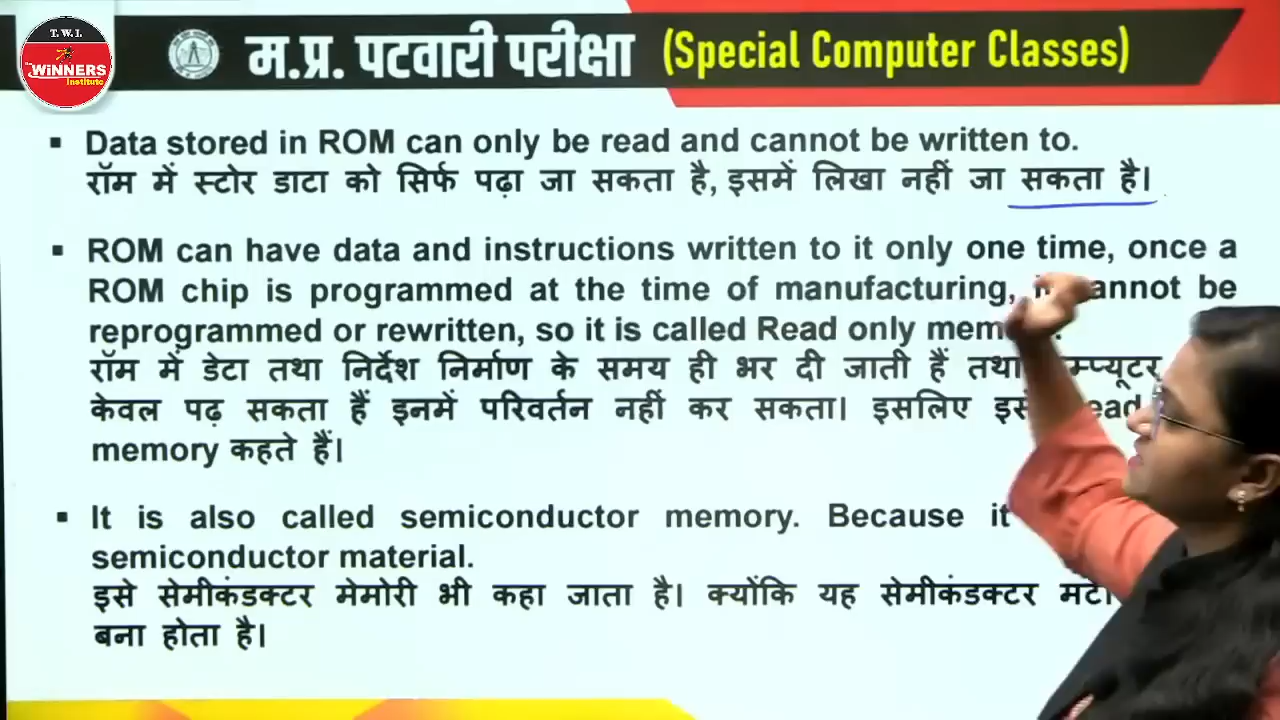 T.W.I.
THE WiNNERS
institute
म.प्र. पटवारी परीक्षा (Special Computer Classes)
▪ Data stored in ROM can only be read and cannot be written to.
रॉम में स्टोर डाटा को सिर्फ पढ़ा जा सकता है, इसमें लिखा नहीं जा सकता है।
▪ ROM can have data and instructions written to it only one time, once a
ROM chip is programmed at the time of manufacturing, be
reprogrammed or rewritten, so it is called Read only
रॉम में डेटा तथा निर्देश निर्माण के समय ही भर दी जाती हैं तथा
केवल पढ़ सकता हैं इनमें परिवर्तन नहीं कर सकता। इसलिए
memory कहते हैं।
▪ It is also called semiconductor memory. Because it
semiconductor material.
इसे सेमीकंडक्टर मेमोरी भी कहा जाता है। क्योंकि यह सेमीकंडक्टर
बना होता है।